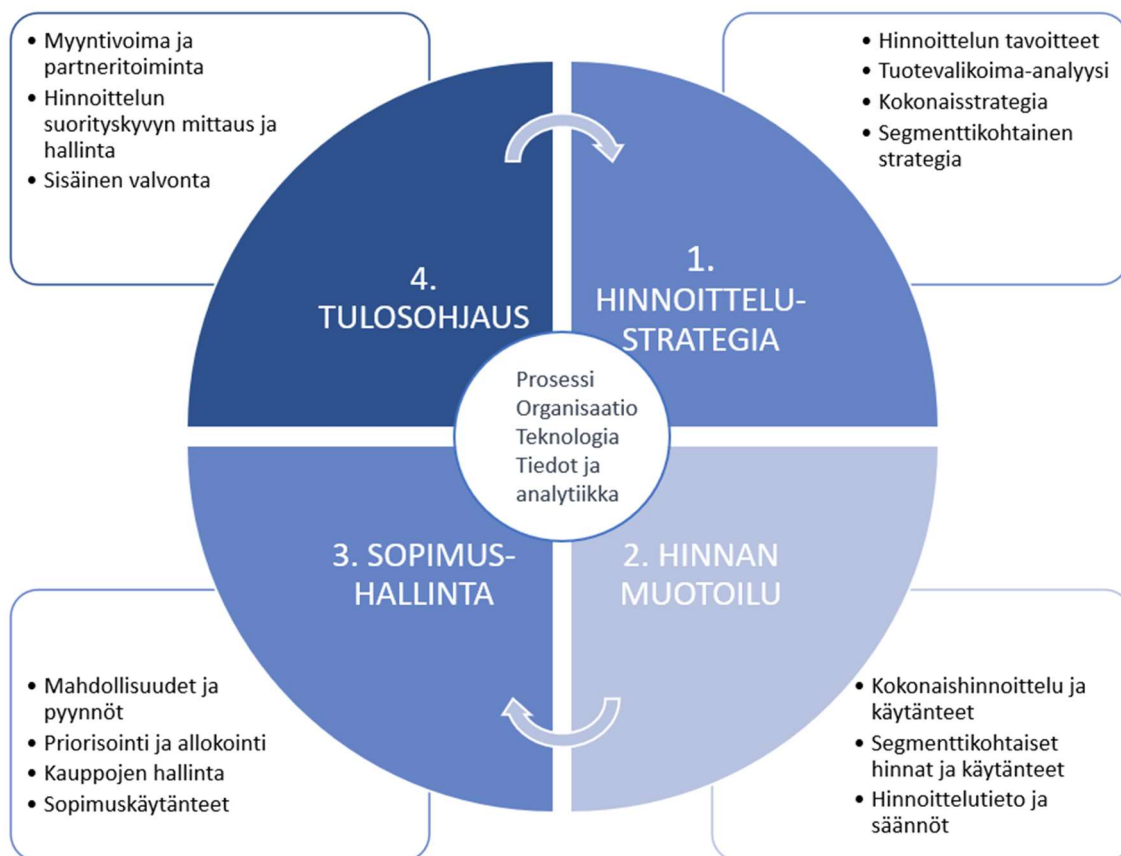 • Myyntivoima ja
partneritoiminta
• Hinnoittelun
suorityskyvyn mittaus ja
hallinta
• Sisäinen valvonta
• Hinnoittelun tavoitteet
• Tuotevalikoima-analyysi
• Kokonaisstrategia
• Segmenttikohtainen
strategia
4.
TULOSOHJAUS
1.
HINNOITTELU-
STRATEGIA
Prosessi
Organisaatio
Teknologia
Tiedot ja
analytiikka
3. SOPIMUS-
HALLINTA
2. HINNAN
MUOTOILU
• Mahdollisuudet ja
pyynnöt
• Priorisointi ja allokointi
• Kauppojen hallinta
• Sopimuskäytänteet
• Kokonaishinnoittelu ja
käytänteet
• Segmenttikohtaiset
hinnat ja käytänteet
• Hinnoittelutieto ja
säännöt